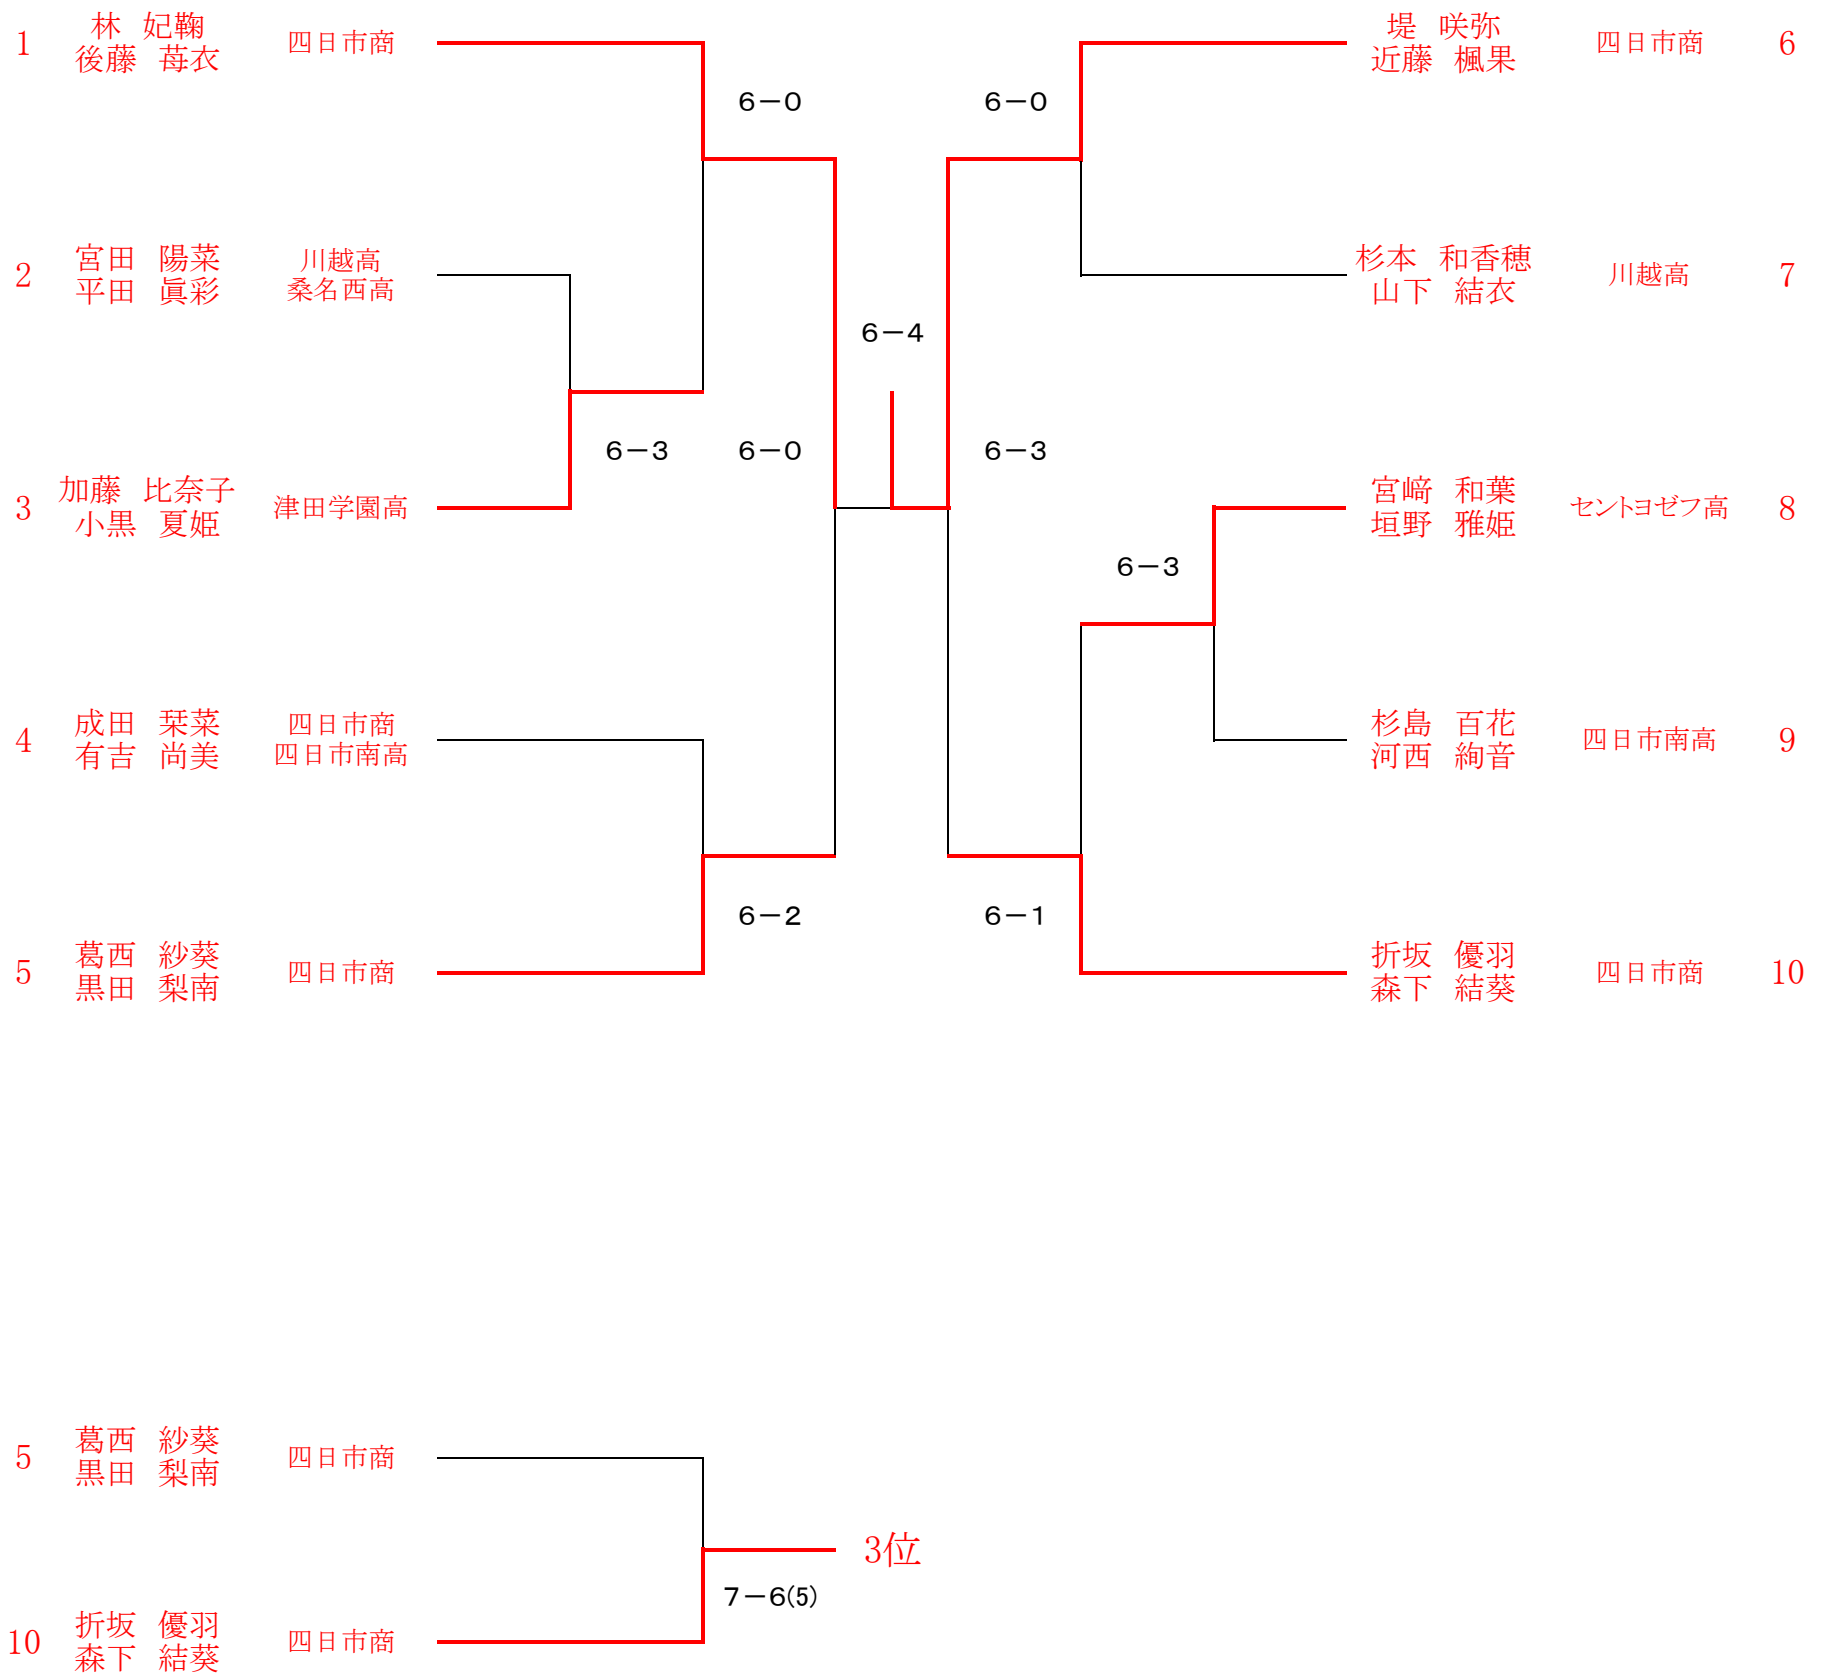 1 林 妃鞠 四日市商
後藤 苺衣
堤 咲弥 四日市商 6
近藤 楓果
6－0 6－0
2 宮田 陽菜 川越高
平田 眞彩 桑名西高
杉本 和香穂 川越高 7
山下 結衣
6－4
6－3 6－0 6－3
3 加藤 比奈子 津田学園高
小黒 夏姫
宮﨑 和葉 セントヨゼフ高 8
垣野 雅姫
6－3
4 成田 栞菜 四日市商
有吉 尚美 四日市南高
杉島 百花 四日市南高 9
河西 絢音
6－2 6－1
5 葛西 紗葵 四日市商
黒田 梨南
折坂 優羽 四日市商 10
森下 結葵
5 葛西 紗葵 四日市商
黒田 梨南
3位
7－6(5)
10 折坂 優羽 四日市商
森下 結葵